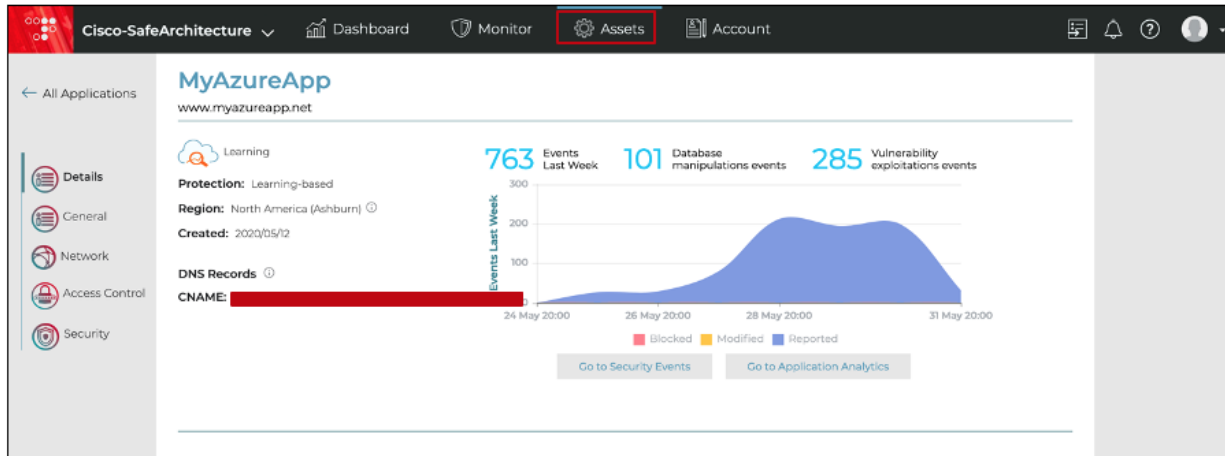 Cisco-SafeArchitecture Dashboard Monitor Assets Account
← All Applications
Details
General
Network
Access Control
Security
MyAzureApp
www.myazureapp.net
Learning
Protection: Learning-based
Region: North America (Ashburn)
Created: 2020/05/12
DNS Records
CNAME:
763 Events Last Week
101 Database manipulations events
285 Vulnerability exploitations events
Events Last Week
300
200
100
0
24 May 20:00 26 May 20:00 28 May 20:00 31 May 20:00
Blocked Modified Reported
Go to Security Events Go to Application Analytics